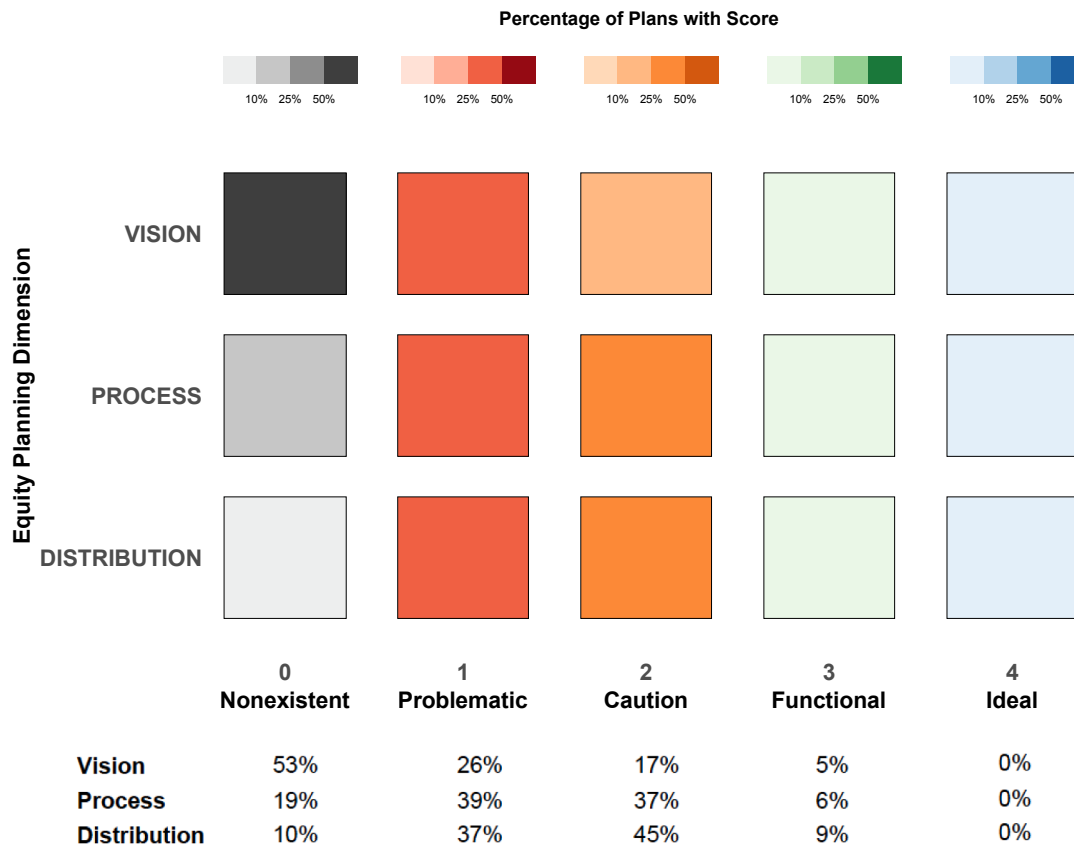 Percentage of Plans with Score
10% 25% 50% 10% 25% 50% 10% 25% 50% 10% 25% 50% 10% 25% 50%
Equity Planning Dimension
VISION
PROCESS
DISTRIBUTION
0 1 2 3 4
Nonexistent Problematic Caution Functional Ideal
Vision 53% 26% 17% 5% 0%
Process 19% 39% 37% 6% 0%
Distribution 10% 37% 45% 9% 0%